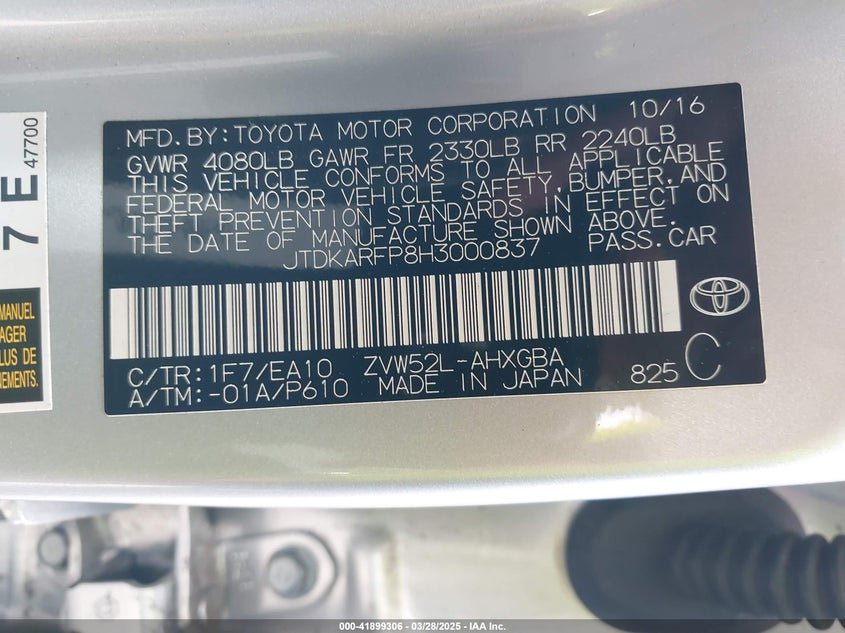 7 E 47700
MANUEL
AGER
LUS DE
NEMENTS.
MFD.BY:TOYOTA MOTOR CORPORATION 10/16
GVWR 4080LB GAWR FR 2330LB RR 2240LB
THIS VEHICLE CONFORMS TO ALL APPLICABLE
FEDERAL MOTOR VEHICLE SAFETY,BUMPER,AND
THEFT PREVENTION STANDARDS IN EFFECT ON
THE DATE OF MANUFACTURE SHOWN ABOVE.
JTDKARFP8H3000837 PASS.CAR
C/TR:1F7/EA10 ZVW52L-AHXGBA
A/TM:-01A/P610 MADE IN JAPAN 825 C
000-41899306 - 03/28/2025 - IAA Inc.